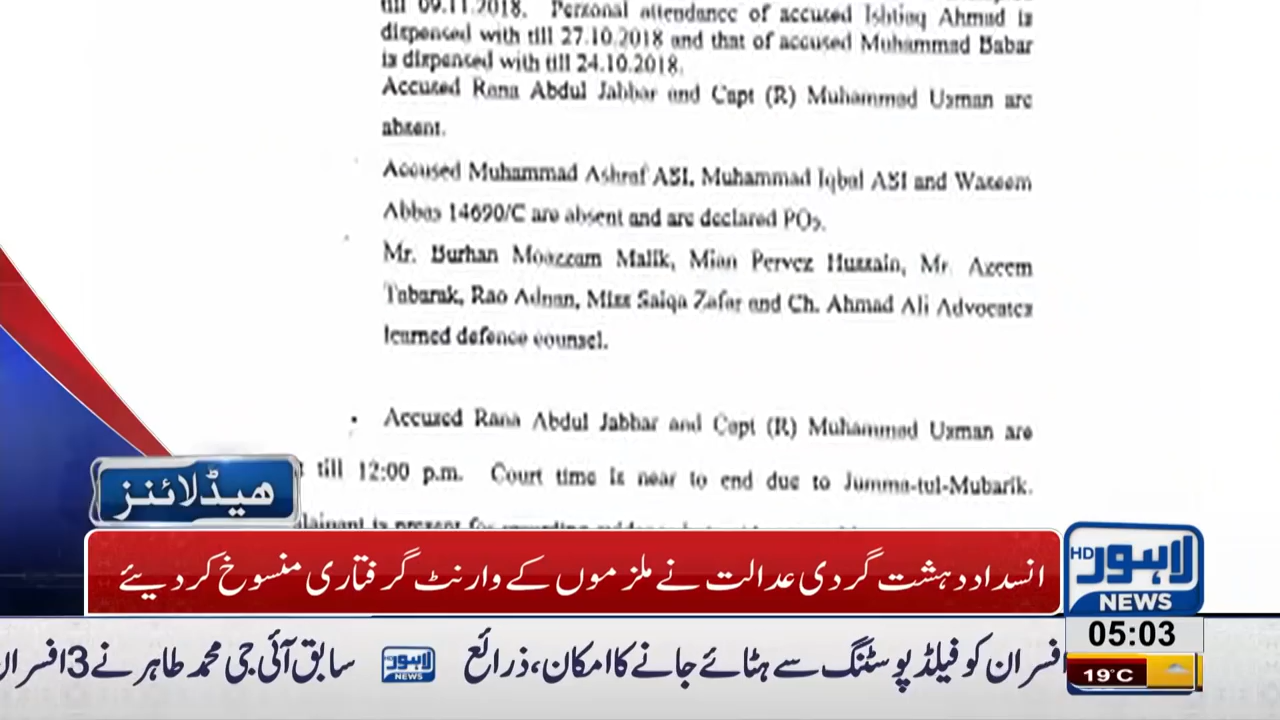 till 09.11.2018. Personal attendance of accused Ishtiaq Ahmad is
dispensed with till 27.10.2018 and that of accused Muhammad Babar
is dispensed with till 24.10.2018.
Accused Rana Abdul Jabbar and Capt (R) Muhammad Usman are
absent.
Accused Muhammad Ashraf ASI, Muhammad Iqbal ASI and Waseem
Abbas 14690/C are absent and are declared POs.
Mr. Burhan Moazzam Malik, Mian Pervez Hussain, Mr. Azeem
Tabarak, Rao Adnan, Miss Saiqa Zafar and Ch. Ahmad Ali Advocates
learned defence counsel.
• Accused Rana Abdul Jabbar and Capt (R) Muhammad Usman are
till 12:00 p.m. Court time is near to end due to Jumma-tul-Mubarik.
is present for
ھیڈلائنز
انسداد دہشت گردی عدالت نے ملزموں کے وارنٹ گرفتاری منسوخ کر دیئے
HD لاہور
NEWS
05:03
19°C
افسران کو فیلڈ پوسٹنگ سے ہٹائے جانے کا امکان، ذرائع لاہور NEWS سابق آئی جی محمد طاہر نے 3 افسران